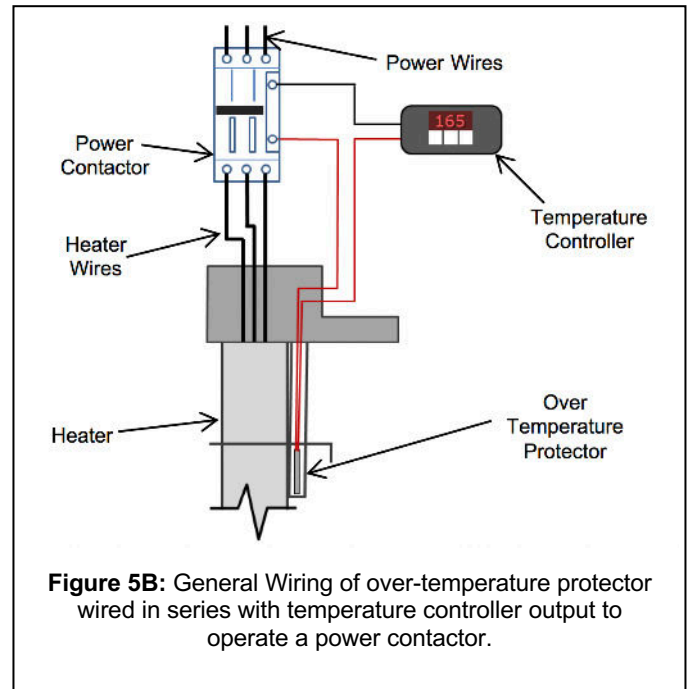 Power Wires
165
Power
Contactor
Temperature
Controller
Heater
Wires
Heater
Over
Temperature
Protector
Figure 5B: General Wiring of over-temperature protector
wired in series with temperature controller output to
operate a power contactor.